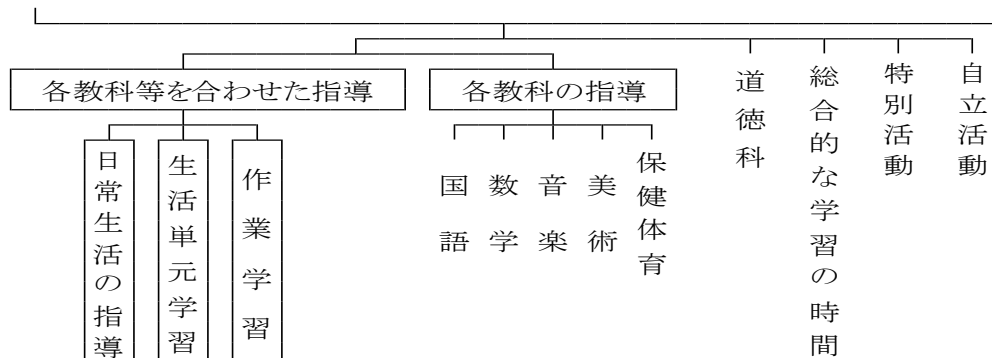 各教科等を合わせた指導
各教科の指導
日常生活の指導
生活単元学習
作業学習
国語
数学
音楽
美術
保健体育
道徳科
総合的な学習の時間
特別活動
自立活動